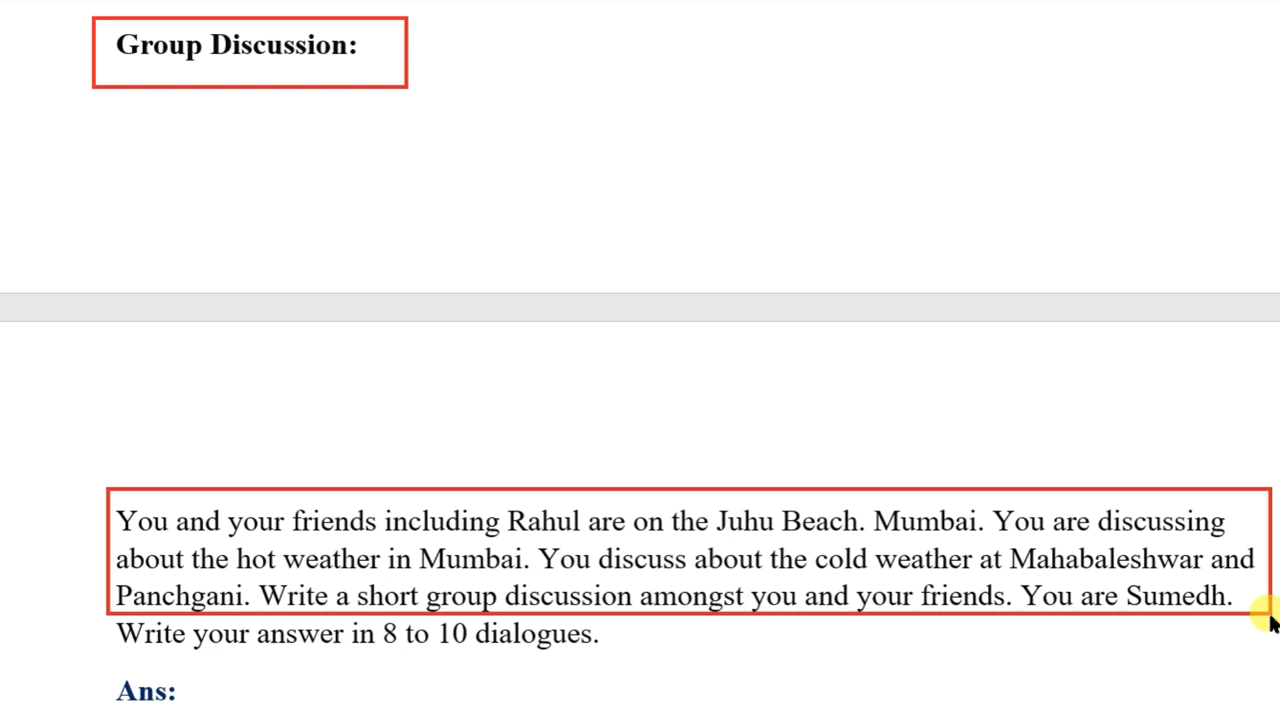 Group Discussion:
You and your friends including Rahul are on the Juhu Beach. Mumbai. You are discussing
about the hot weather in Mumbai. You discuss about the cold weather at Mahabaleshwar and
Panchgani. Write a short group discussion amongst you and your friends. You are Sumedh.
Write your answer in 8 to 10 dialogues.
Ans: